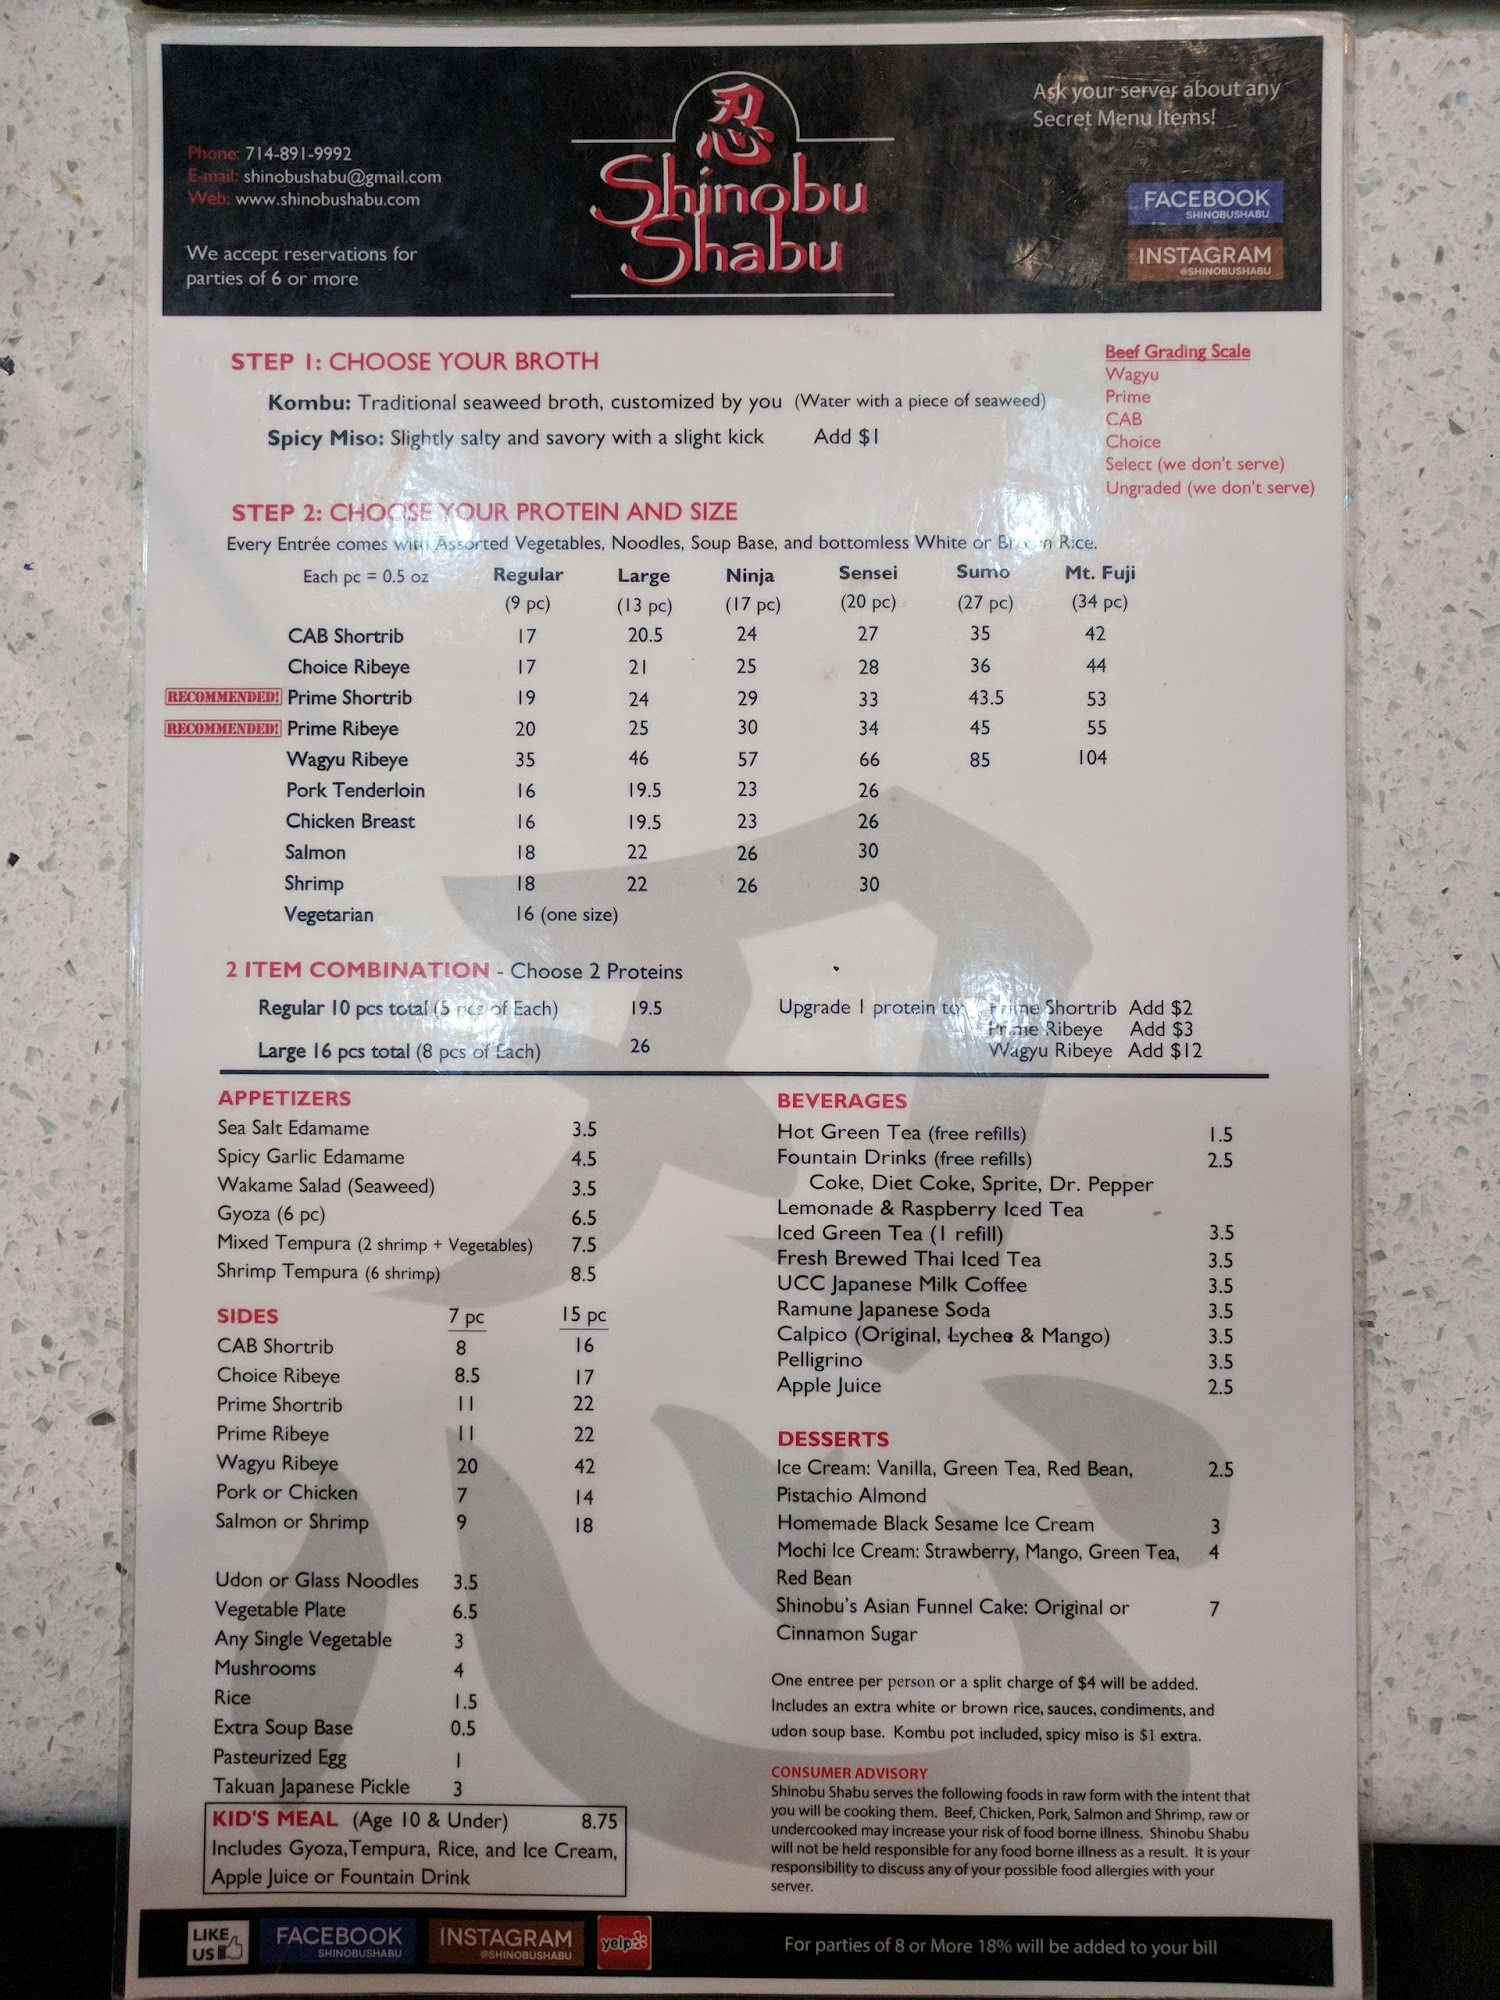 Phone: 714-891-9992
E-mail: shinobushabu@gmail.com
Web: www.shinobushabu.com
We accept reservations for
parties of 6 or more
忍
Shinobu
Shabu
Ask your server about any
Secret Menu Items!
FACEBOOK
SHINOBUSHABU
INSTAGRAM
@SHINOBUSHABU
STEP 1: CHOOSE YOUR BROTH
Kombu: Traditional seaweed broth, customized by you (Water with a piece of seaweed)
Spicy Miso: Slightly salty and savory with a slight kick Add $1
Beef Grading Scale
Wagyu
Prime
CAB
Choice
Select (we don't serve)
Ungraded (we don't serve)
STEP 2: CHOOSE YOUR PROTEIN AND SIZE
Every Entrée comes with Assorted Vegetables, Noodles, Soup Base, and bottomless White or Brown Rice.
Each pc = 0.5 oz Regular Large Ninja Sensei Sumo Mt. Fuji
(9 pc) (13 pc) (17 pc) (20 pc) (27 pc) (34 pc)
CAB Shortrib 17 20.5 24 27 35 42
Choice Ribeye 17 21 25 28 36 44
RECOMMENDED! Prime Shortrib 19 24 29 33 43.5 53
RECOMMENDED! Prime Ribeye 20 25 30 34 45 55
Wagyu Ribeye 35 46 57 66 85 104
Pork Tenderloin 16 19.5 23 26
Chicken Breast 16 19.5 23 26
Salmon 18 22 26 30
Shrimp 18 22 26 30
Vegetarian 16 (one size)
2 ITEM COMBINATION - Choose 2 Proteins
Regular 10 pcs total (5 pcs of Each) 19.5
Large 16 pcs total (8 pcs of Each) 26
Upgrade 1 protein to: Prime Shortrib Add $2
Prime Ribeye Add $3
Wagyu Ribeye Add $12
APPETIZERS
Sea Salt Edamame 3.5
Spicy Garlic Edamame 4.5
Wakame Salad (Seaweed) 3.5
Gyoza (6 pc) 6.5
Mixed Tempura (2 shrimp + Vegetables) 7.5
Shrimp Tempura (6 shrimp) 8.5
SIDES 7 pc 15 pc
CAB Shortrib 8 16
Choice Ribeye 8.5 17
Prime Shortrib 11 22
Prime Ribeye 11 22
Wagyu Ribeye 20 42
Pork or Chicken 7 14
Salmon or Shrimp 9 18
Udon or Glass Noodles 3.5
Vegetable Plate 6.5
Any Single Vegetable 3
Mushrooms 4
Rice 1.5
Extra Soup Base 0.5
Pasteurized Egg 1
Takuan Japanese Pickle 3
KID'S MEAL (Age 10 & Under) 8.75
Includes Gyoza, Tempura, Rice, and Ice Cream,
Apple Juice or Fountain Drink
BEVERAGES
Hot Green Tea (free refills) 1.5
Fountain Drinks (free refills) 2.5
Coke, Diet Coke, Sprite, Dr. Pepper
Lemonade & Raspberry Iced Tea
Iced Green Tea (1 refill) 3.5
Fresh Brewed Thai Iced Tea 3.5
UCC Japanese Milk Coffee 3.5
Ramune Japanese Soda 3.5
Calpico (Original, Lychee & Mango) 3.5
Pelligrino 3.5
Apple Juice 2.5
DESSERTS
Ice Cream: Vanilla, Green Tea, Red Bean, 2.5
Pistachio Almond
Homemade Black Sesame Ice Cream 3
Mochi Ice Cream: Strawberry, Mango, Green Tea, 4
Red Bean
Shinobu's Asian Funnel Cake: Original or 7
Cinnamon Sugar
One entree per person or a split charge of $4 will be added.
Includes an extra white or brown rice, sauces, condiments, and
udon soup base. Kombu pot included, spicy miso is $1 extra.
CONSUMER ADVISORY
Shinobu Shabu serves the following foods in raw form with the intent that
you will be cooking them. Beef, Chicken, Pork, Salmon and Shrimp, raw or
undercooked may increase your risk of food borne illness. Shinobu Shabu
will not be held responsible for any food borne illness as a result. It is your
responsibility to discuss any of your possible food allergies with your
server.
LIKE
US
FACEBOOK
SHINOBUSHABU
INSTAGRAM
@SHINOBUSHABU
yelp
For parties of 8 or More 18% will be added to your bill